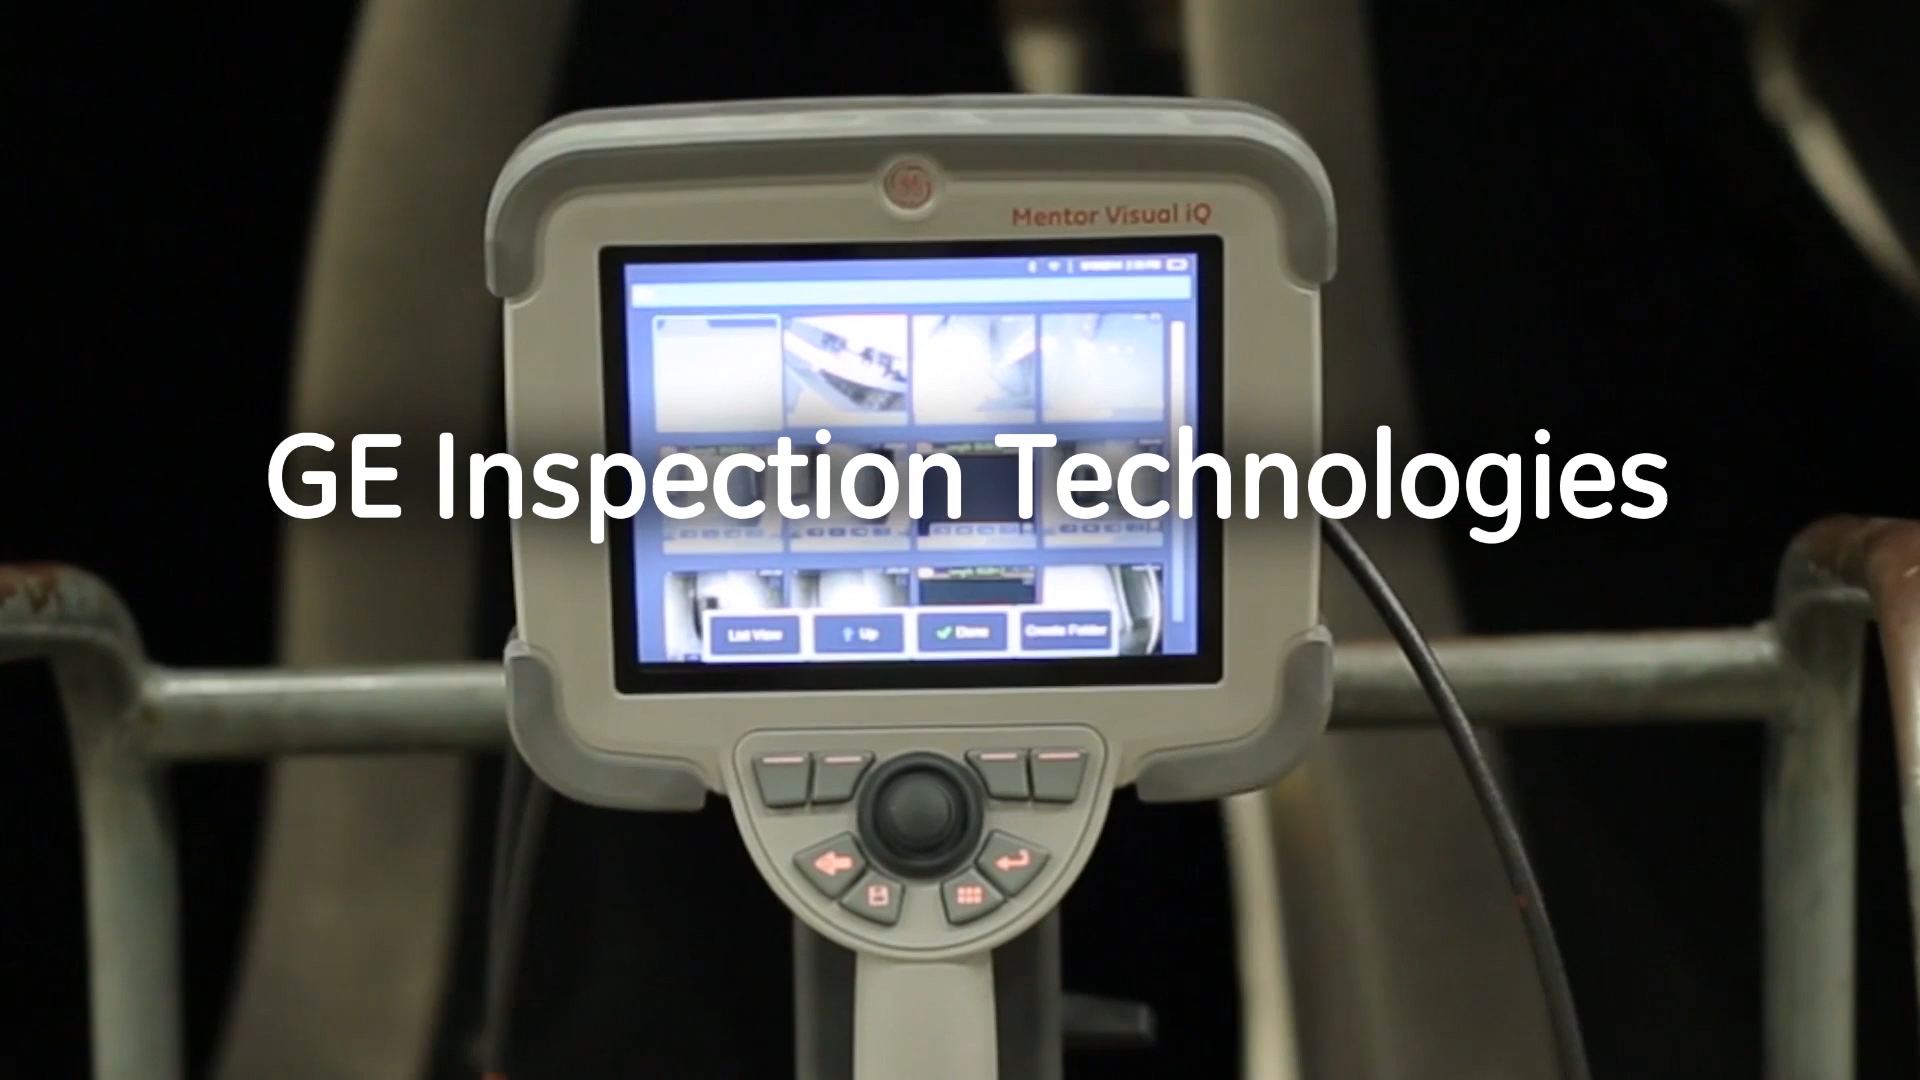 Mentor Visual iQ
GE Inspection Technologies
List View
Up
Done
Create Folder